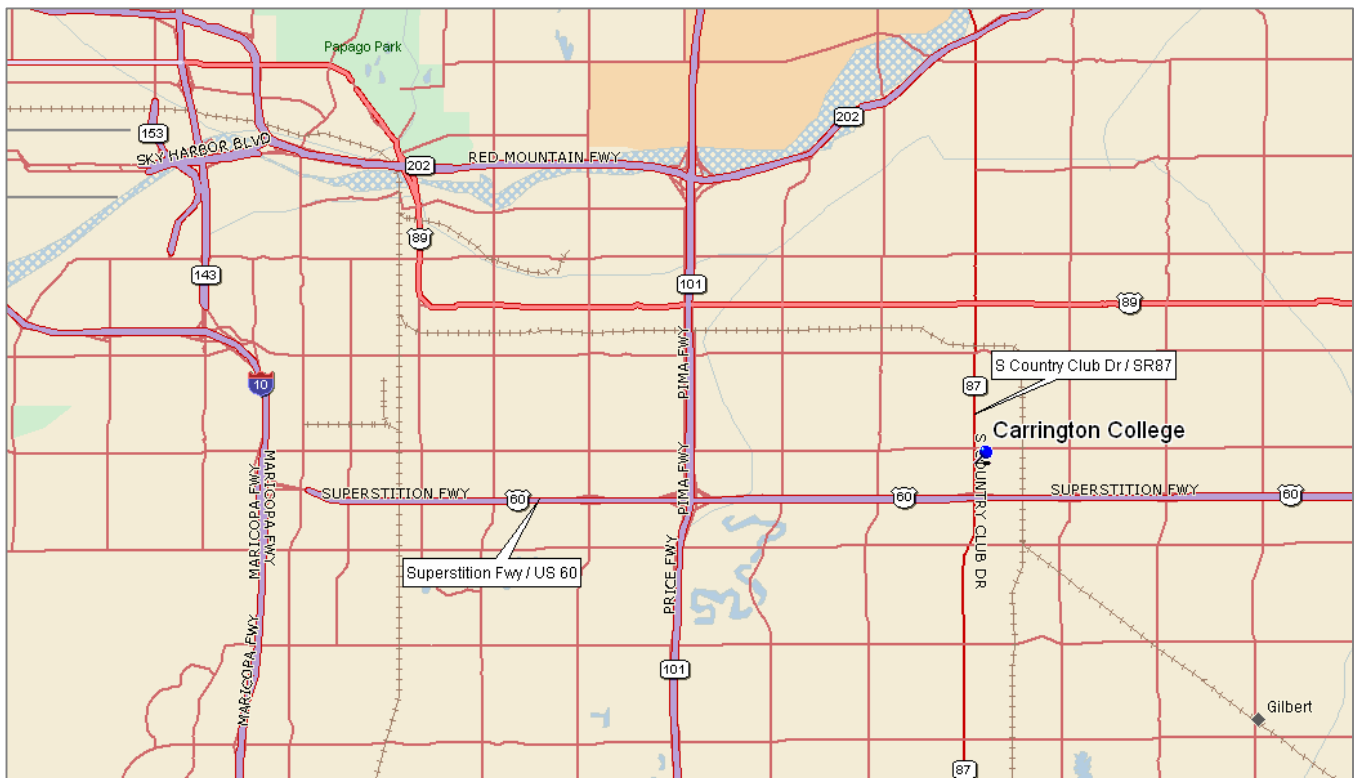 Papago Park
153
SKY HARBOR BLVD
202
RED MOUNTAIN FWY
202
89
143
101
89
10
PIMA FWY
S Country Club Dr / SR87
87
Carrington College
MARICOPA FWY
MARICOPA FWY
SUPERSTITION FWY
60
PIMA FWY
60
S COUNTRY CLUB DR
SUPERSTITION FWY
60
Superstition Fwy / US 60
PRICE FWY
MARICOPA FWY
101
Gilbert
87